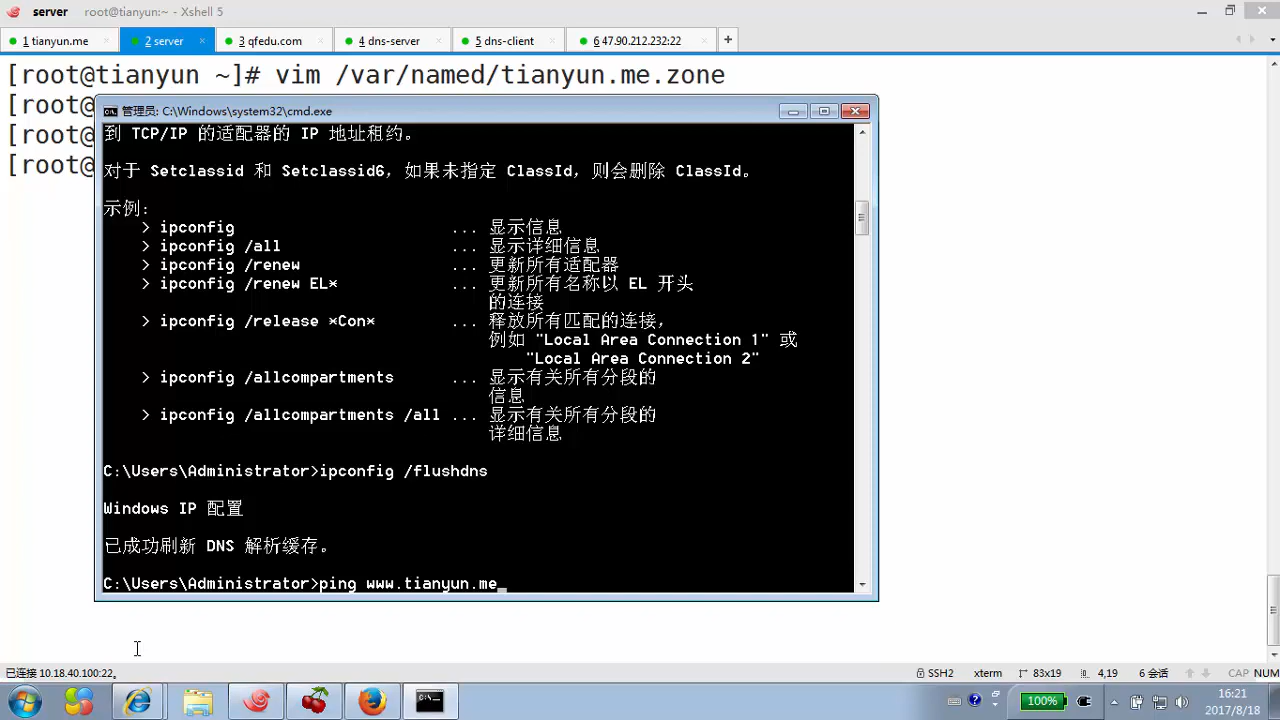 server root@tianyun:~ - Xshell 5
1 tianyun.me × 2 server × 3 qfedu.com × 4 dns-server × 5 dns-client × 6 47.90.212.232:22 × +
[root@tianyun ~]# vim /var/named/tianyun.me.zone
[root@
[root@
[root@
管理员: C:\Windows\system32\cmd.exe
到 TCP/IP 的适配器的 IP 地址租约。
对于 Setclassid 和 Setclassid6，如果未指定 ClassId，则会删除 ClassId。
示例:
> ipconfig ... 显示信息
> ipconfig /all ... 显示详细信息
> ipconfig /renew ... 更新所有适配器
> ipconfig /renew EL* ... 更新所有名称以 EL 开头
的连接
> ipconfig /release *Con* ... 释放所有匹配的连接，
例如 "Local Area Connection 1" 或
"Local Area Connection 2"
> ipconfig /allcompartments ... 显示有关所有分段的
信息
> ipconfig /allcompartments /all ... 显示有关所有分段的
详细信息
C:\Users\Administrator>ipconfig /flushdns
Windows IP 配置
已成功刷新 DNS 解析缓存。
C:\Users\Administrator>ping www.tianyun.me
已连接 10.18.40.100:22。 SSH2 xterm 83x19 4,19 6 会话 CAP NUM
100% 16:21
2017/8/18